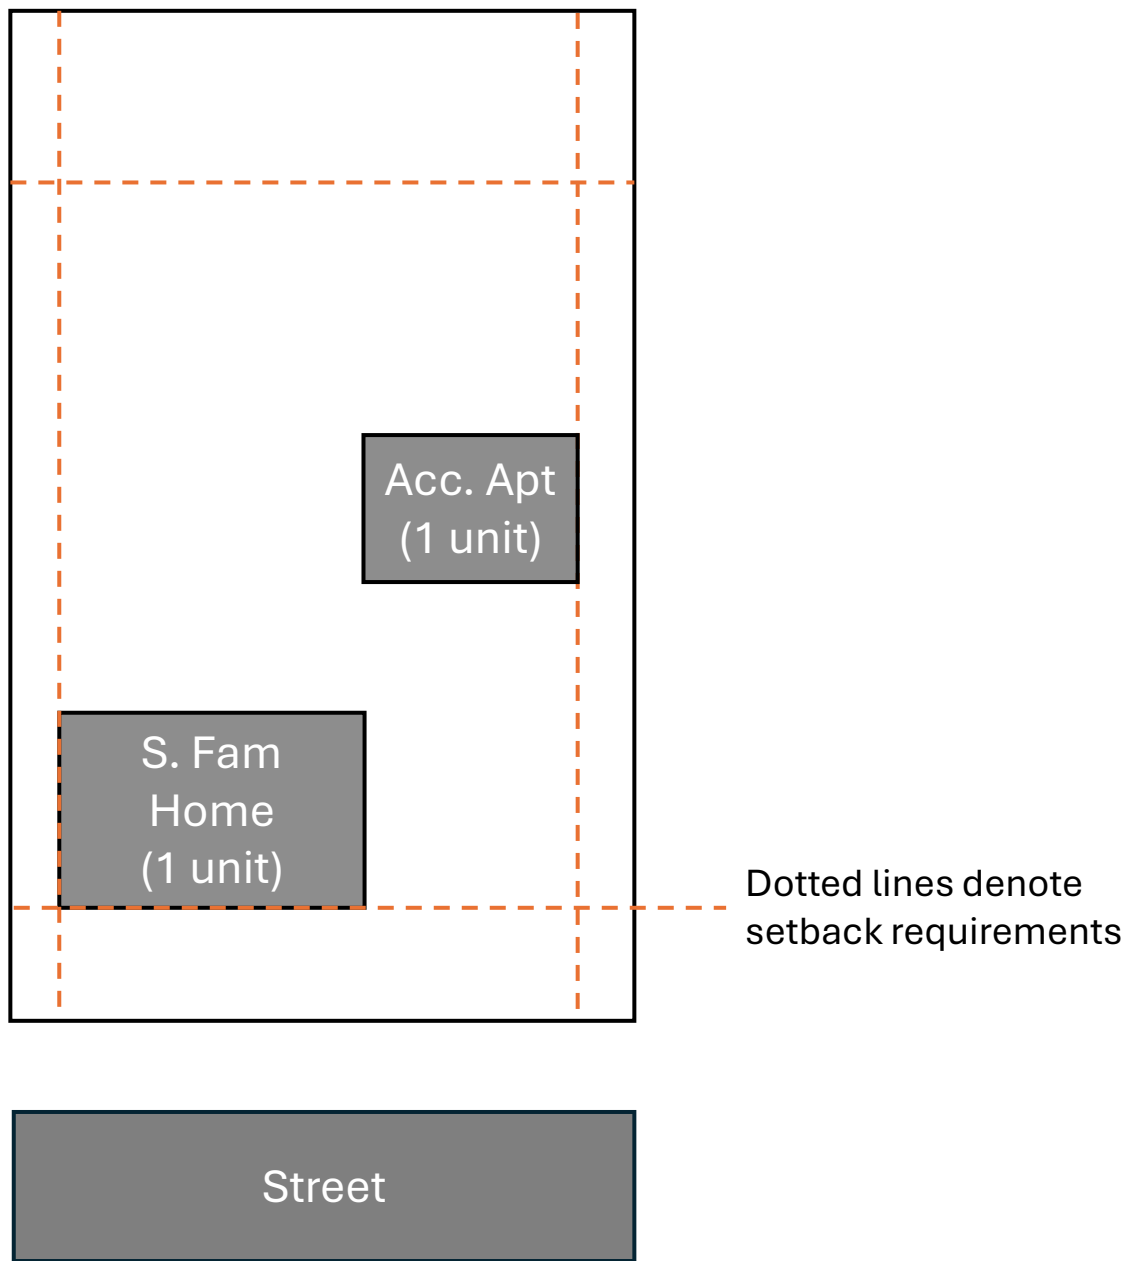 Acc. Apt
(1 unit)
S. Fam
Home
(1 unit)
Dotted lines denote
setback requirements
Street